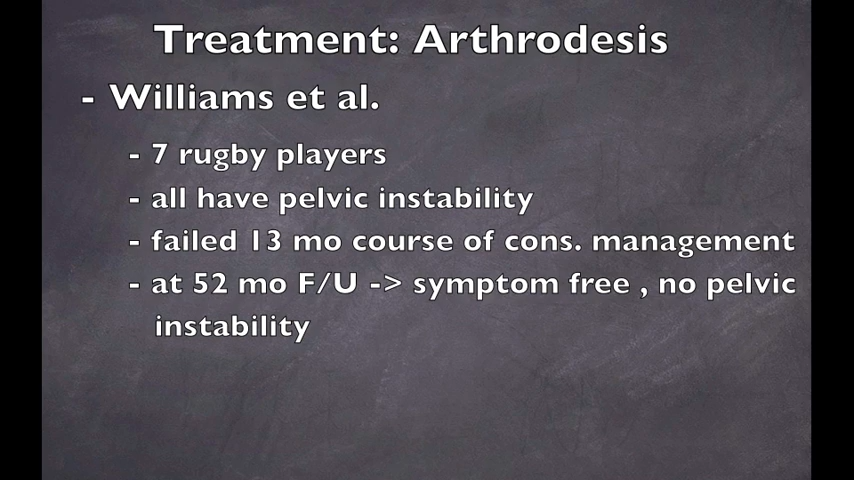 Treatment: Arthrodesis
- Williams et al.
- 7 rugby players
- all have pelvic instability
- failed 13 mo course of cons. management
- at 52 mo F/U -> symptom free , no pelvic
instability